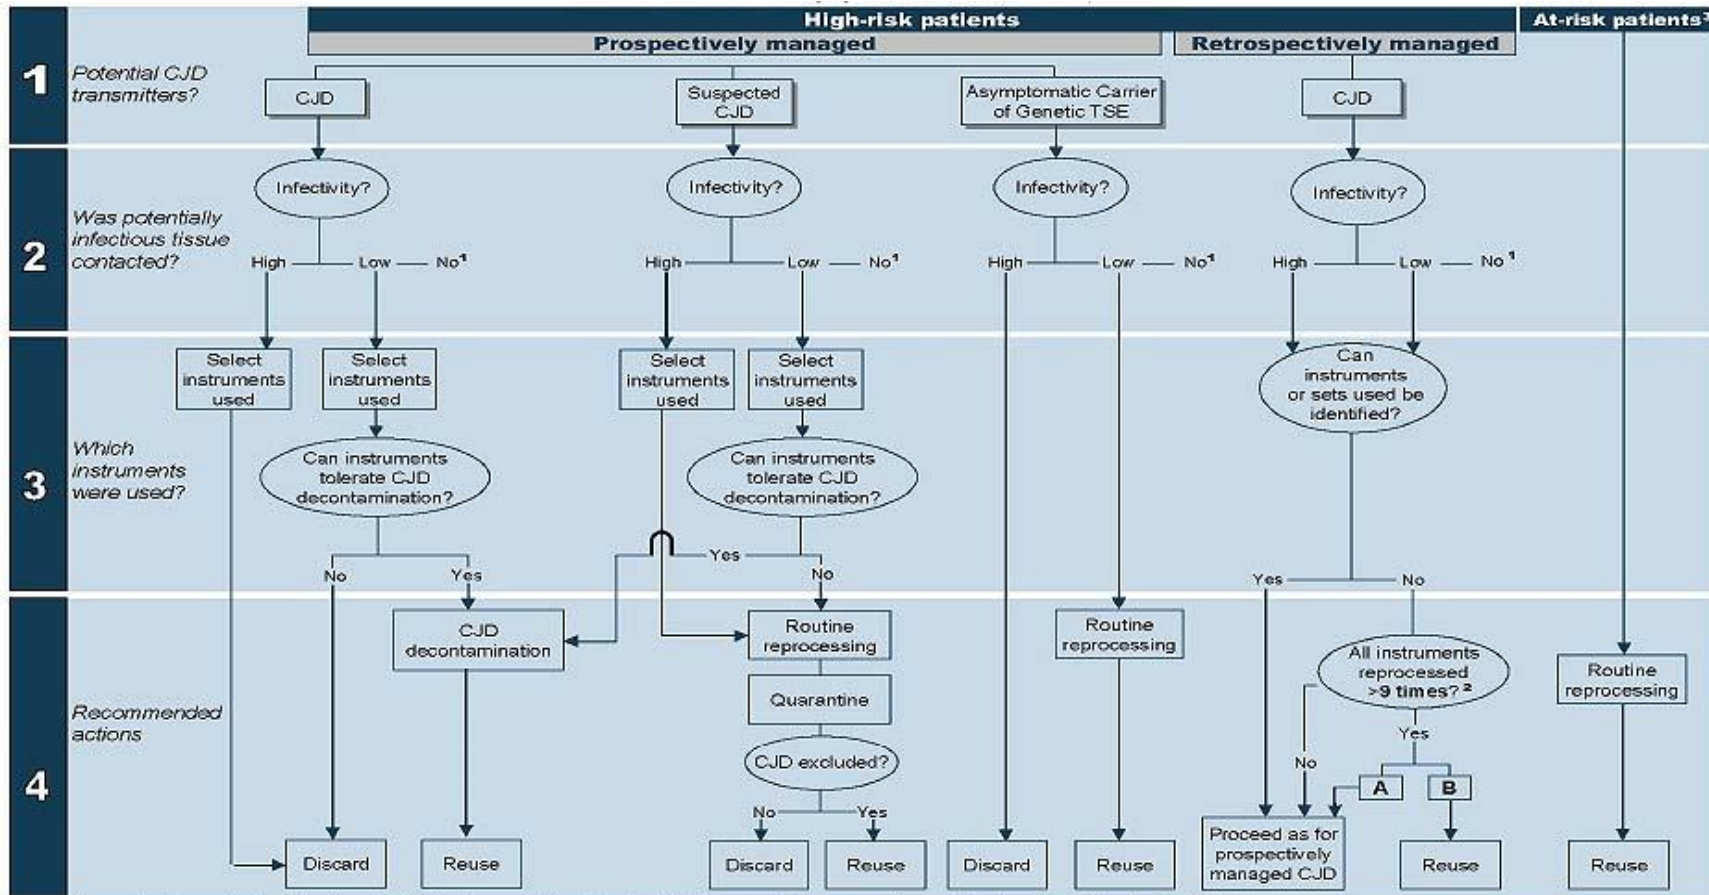 High-risk patients
At-risk patients³
Prospectively managed
Retrospectively managed
1
Potential CJD
transmitters?
CJD
Suspected
CJD
Asymptomatic Carrier
of Genetic TSE
CJD
2
Was potentially
infectious tissue
contacted?
Infectivity?
Infectivity?
Infectivity?
Infectivity?
High
Low
No¹
High
Low
No¹
High
Low
No¹
High
Low
No¹
3
Which
instruments
were used?
Select
instruments
used
Select
instruments
used
Select
instruments
used
Select
instruments
used
Can
instruments
or sets used be
identified?
Can instruments
tolerate CJD
decontamination?
Can instruments
tolerate CJD
decontamination?
No
Yes
Yes
No
Yes
No
4
Recommended
actions
CJD
decontamination
Routine
reprocessing
Routine
reprocessing
All instruments
reprocessed
>9 times?²
Routine
reprocessing
Quarantine
CJD excluded?
No
Yes
No
Yes
A
B
Discard
Reuse
Discard
Reuse
Discard
Reuse
Proceed as for
prospectively
managed CJD
Reuse
Reuse